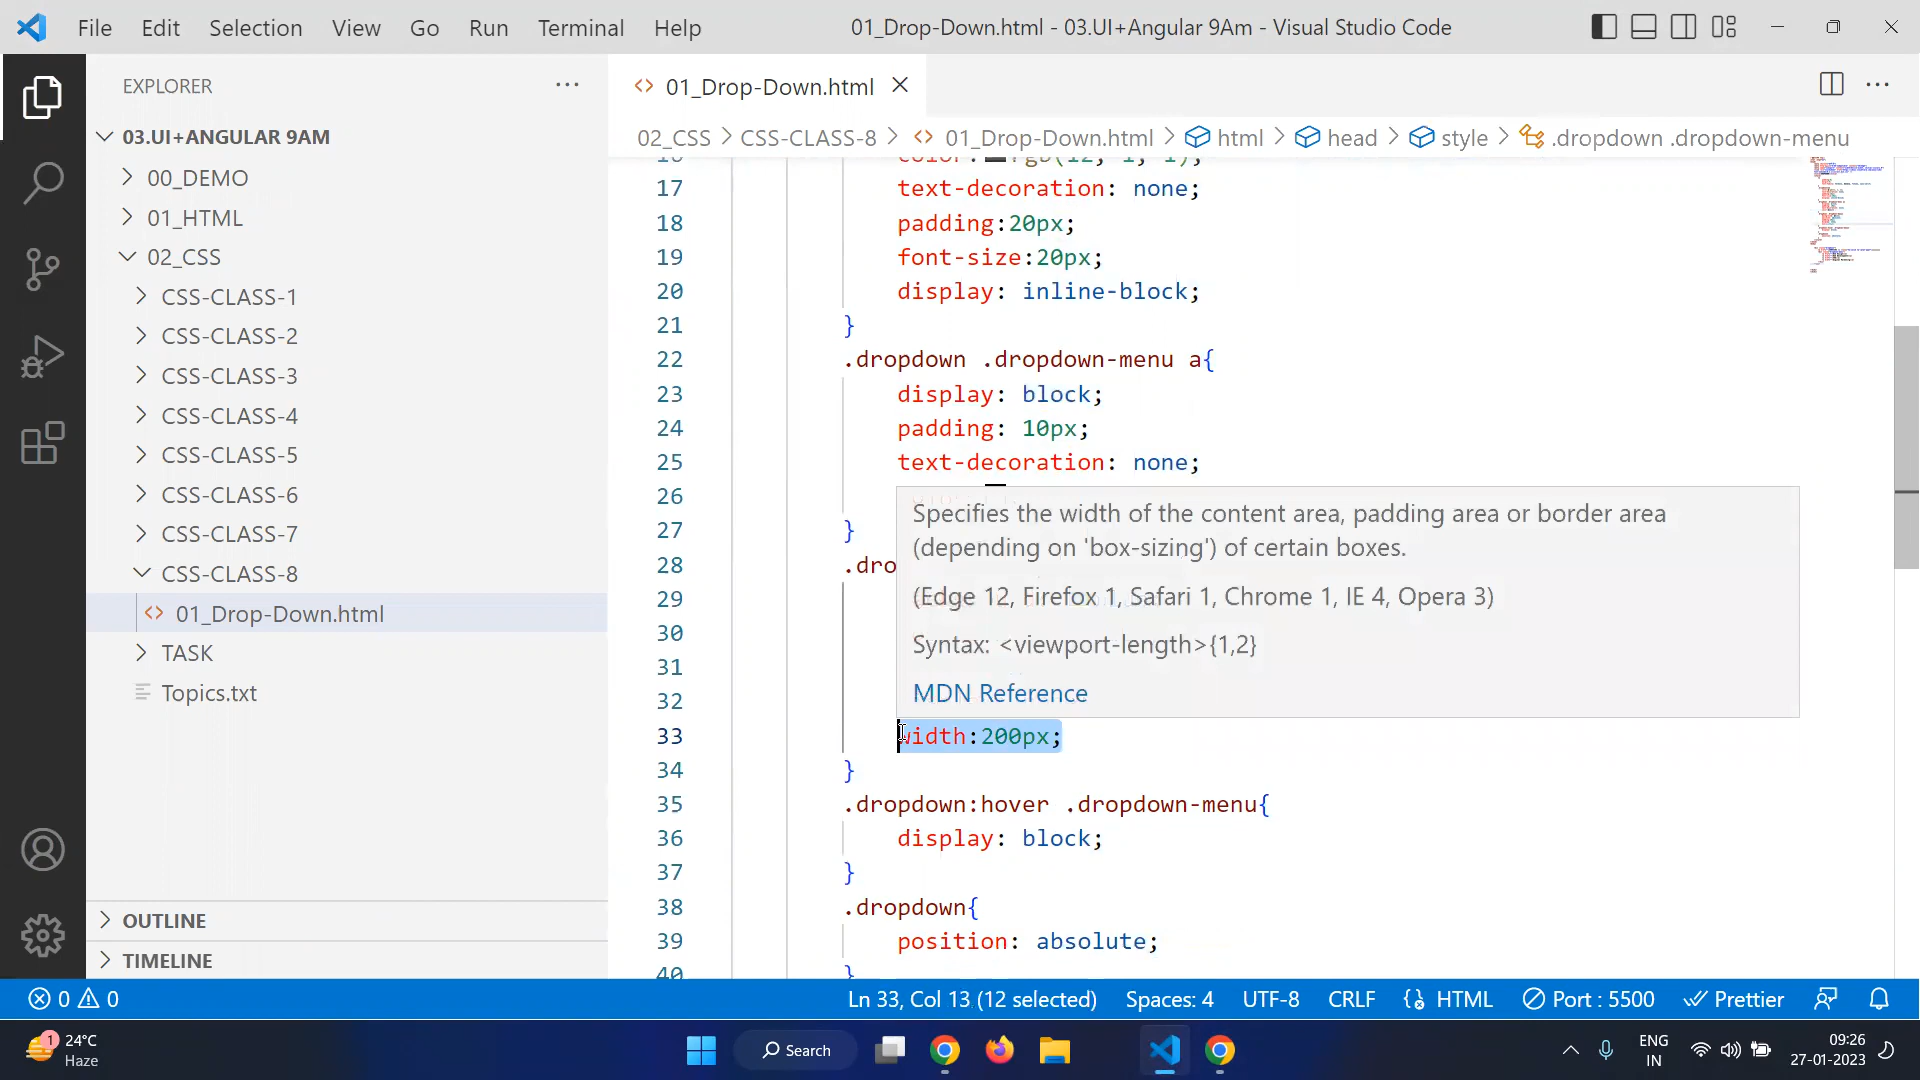 File Edit Selection View Go Run Terminal Help
01_Drop-Down.html - 03.UI+Angular 9Am - Visual Studio Code
EXPLORER
03.UI+ANGULAR 9AM
00_DEMO
01_HTML
02_CSS
CSS-CLASS-1
CSS-CLASS-2
CSS-CLASS-3
CSS-CLASS-4
CSS-CLASS-5
CSS-CLASS-6
CSS-CLASS-7
CSS-CLASS-8
01_Drop-Down.html
TASK
Topics.txt
OUTLINE
TIMELINE
01_Drop-Down.html
02_CSS > CSS-CLASS-8 > 01_Drop-Down.html > html > head > style > .dropdown .dropdown-menu
17 text-decoration: none;
18 padding:20px;
19 font-size:20px;
20 display: inline-block;
21 }
22 .dropdown .dropdown-menu a{
23 display: block;
24 padding: 10px;
25 text-decoration: none;
26
27 }
28 .dro
29
30
31
32
Specifies the width of the content area, padding area or border area
(depending on 'box-sizing') of certain boxes.
(Edge 12, Firefox 1, Safari 1, Chrome 1, IE 4, Opera 3)
Syntax: <viewport-length>{1,2}
MDN Reference
33 width:200px;
34 }
35 .dropdown:hover .dropdown-menu{
36 display: block;
37 }
38 .dropdown{
39 position: absolute;
40 }
0 0
Ln 33, Col 13 (12 selected) Spaces: 4 UTF-8 CRLF HTML Port : 5500 Prettier
1
24°C
Haze
Search
ENG
IN
09:26
27-01-2023